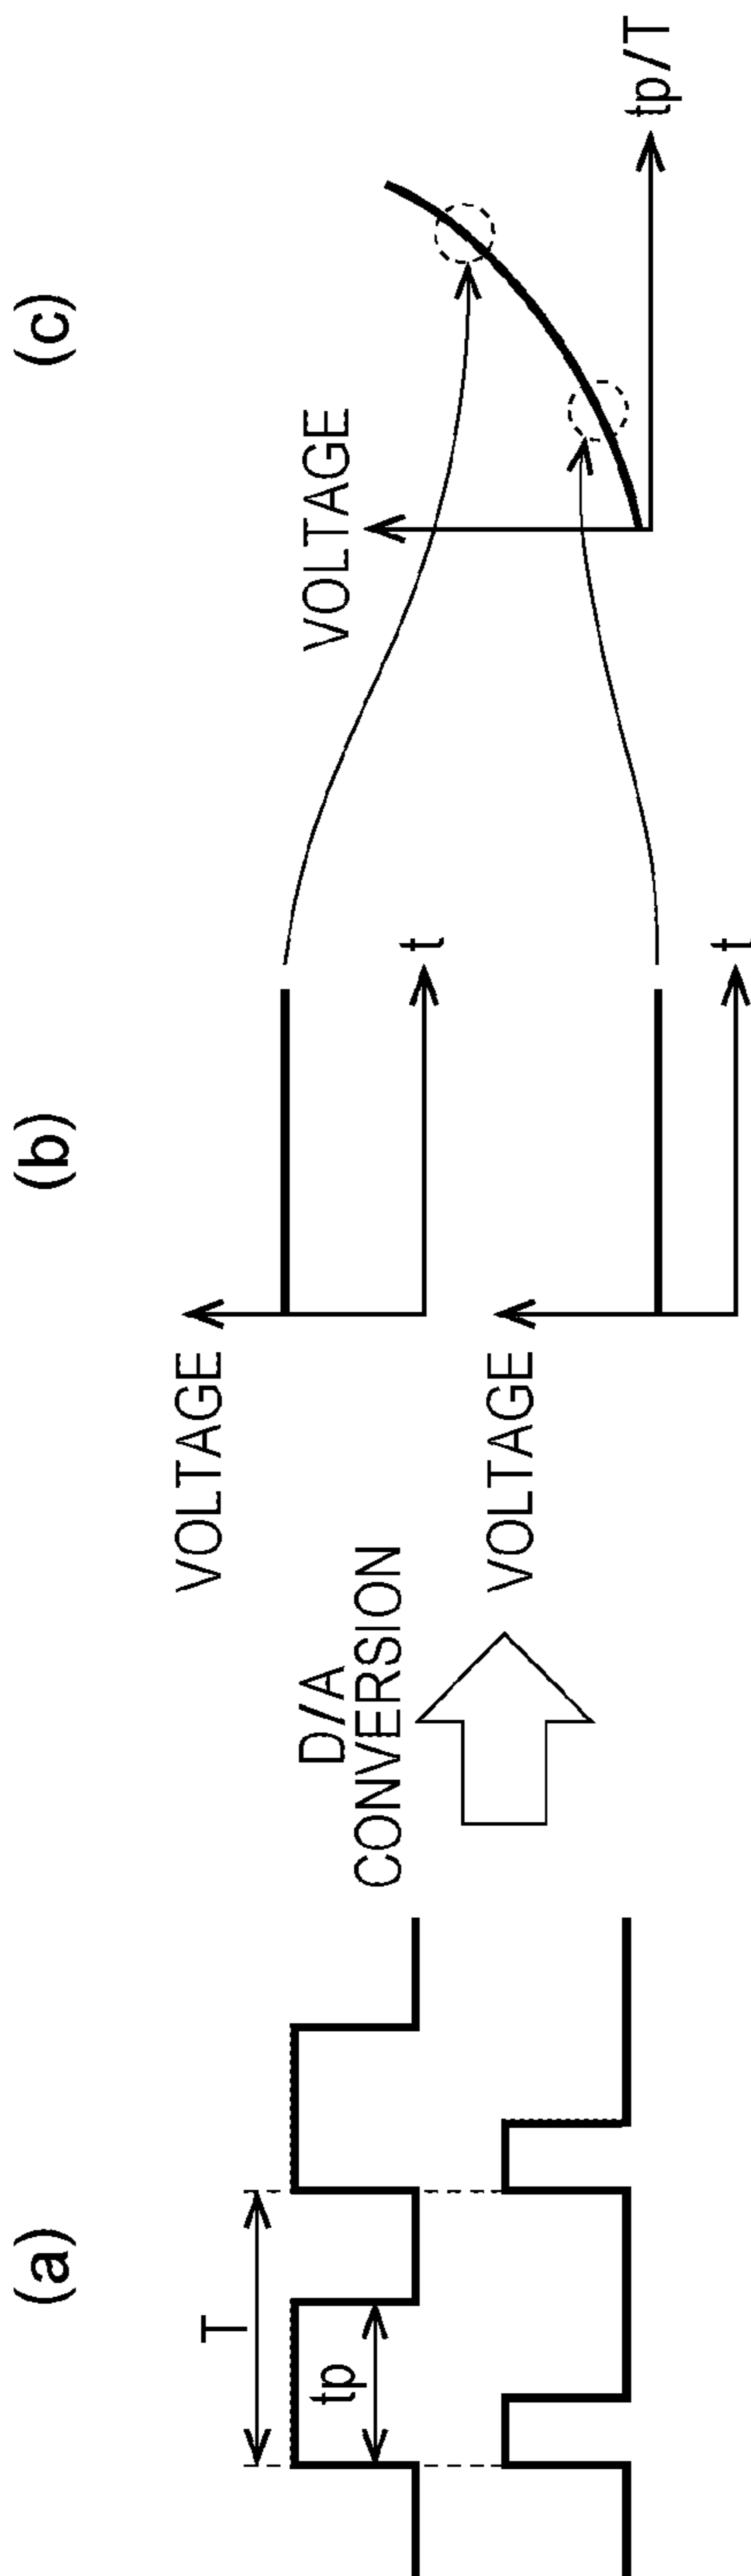 (a)
T
tp
D/A
CONVERSION
(b)
VOLTAGE
t
VOLTAGE
t
(c)
VOLTAGE
tp/T